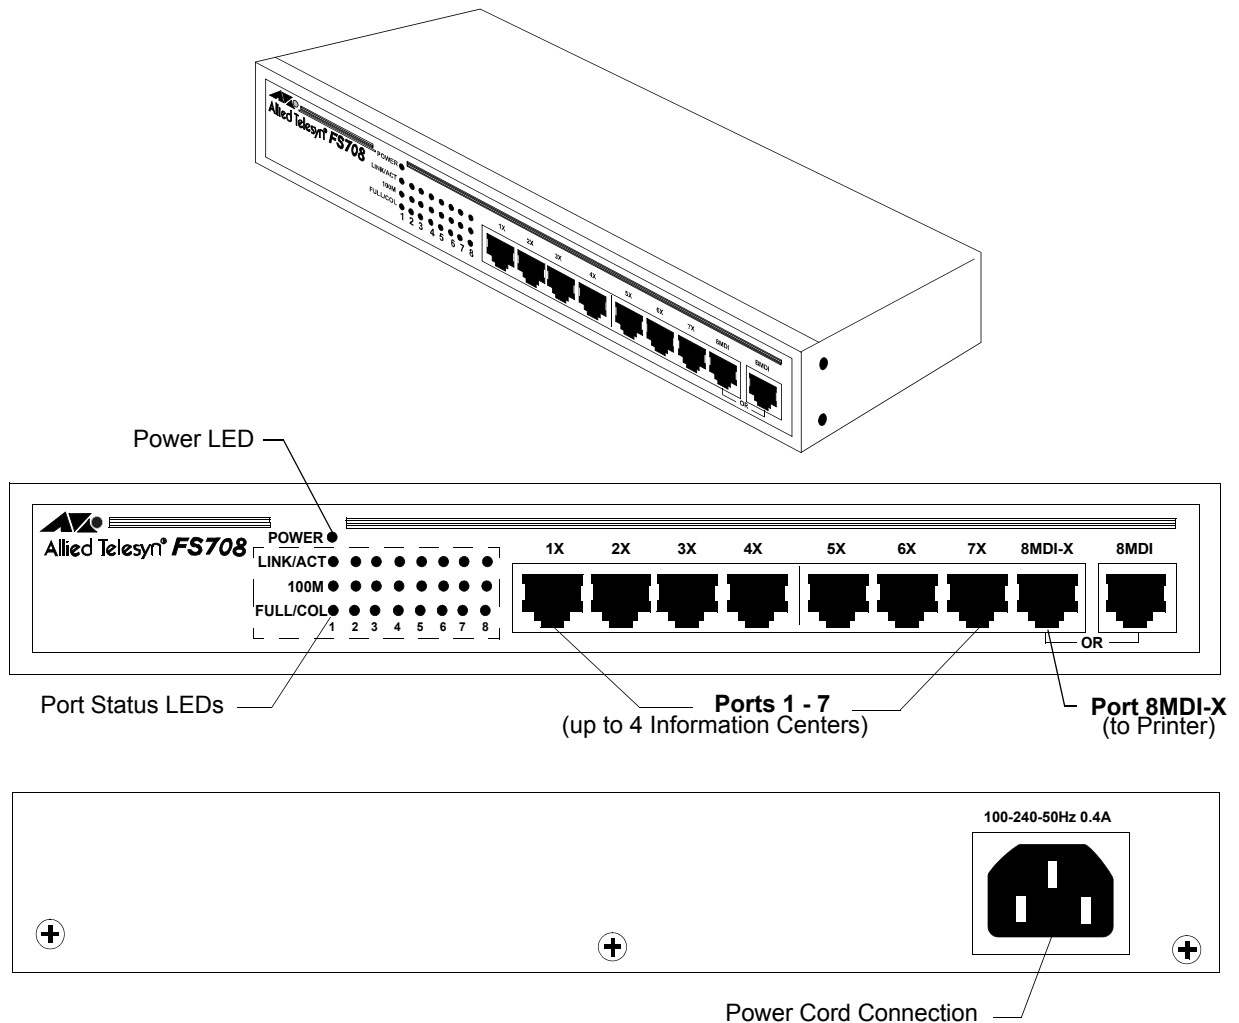 Allied Telesyn® FS708
POWER
LINK/ACT
100M
FULL/COL
1 2 3 4 5 6 7 8
1X 2X 3X 4X 5X 6X 7X 8MDI 8MDI
OR
Power LED
Allied Telesyn® FS708
POWER
LINK/ACT
100M
FULL/COL
1 2 3 4 5 6 7 8
1X 2X 3X 4X 5X 6X 7X 8MDI-X 8MDI
OR
Port Status LEDs
Ports 1 - 7
(up to 4 Information Centers)
Port 8MDI-X
(to Printer)
100-240-50Hz 0.4A
Power Cord Connection